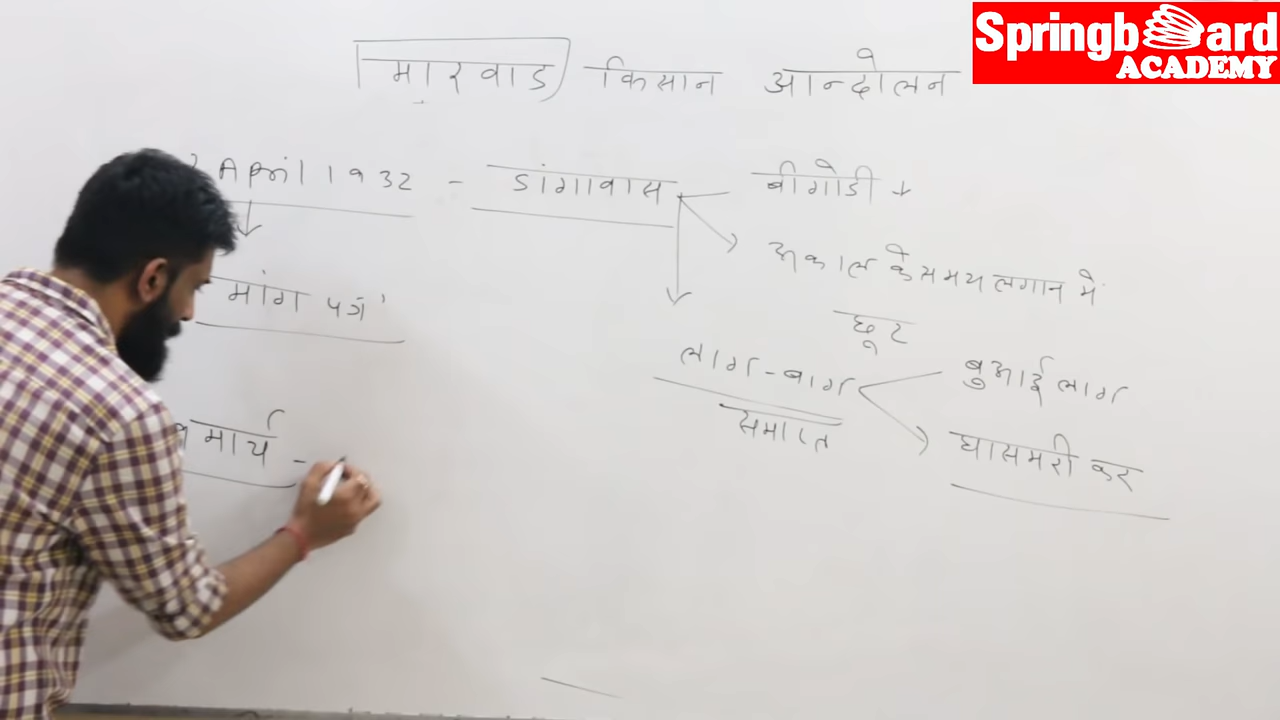 Springboard
ACADEMY
मारवाड किसान आन्दोलन
April 1932 - डांगावास
बीगोडी ↓
अकाल के समय लगान में
छूट
मांग पत्र
लाग-बाग
समाप्त
बुआई लाग
घासमरी कर